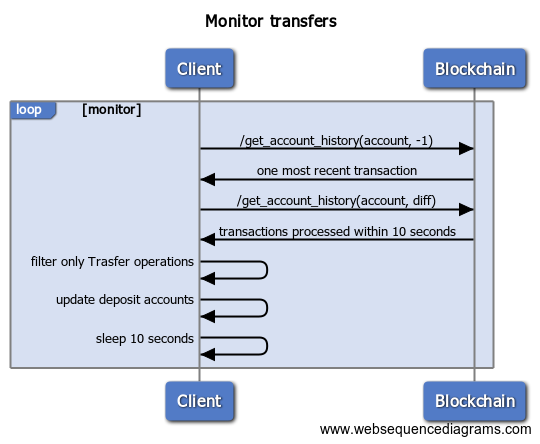 Monitor transfers
Client
Blockchain
loop
[monitor]
/get_account_history(account, -1)
one most recent transaction
/get_account_history(account, diff)
transactions processed within 10 seconds
filter only Trasfer operations
update deposit accounts
sleep 10 seconds
Client
Blockchain
www.websequencediagrams.com